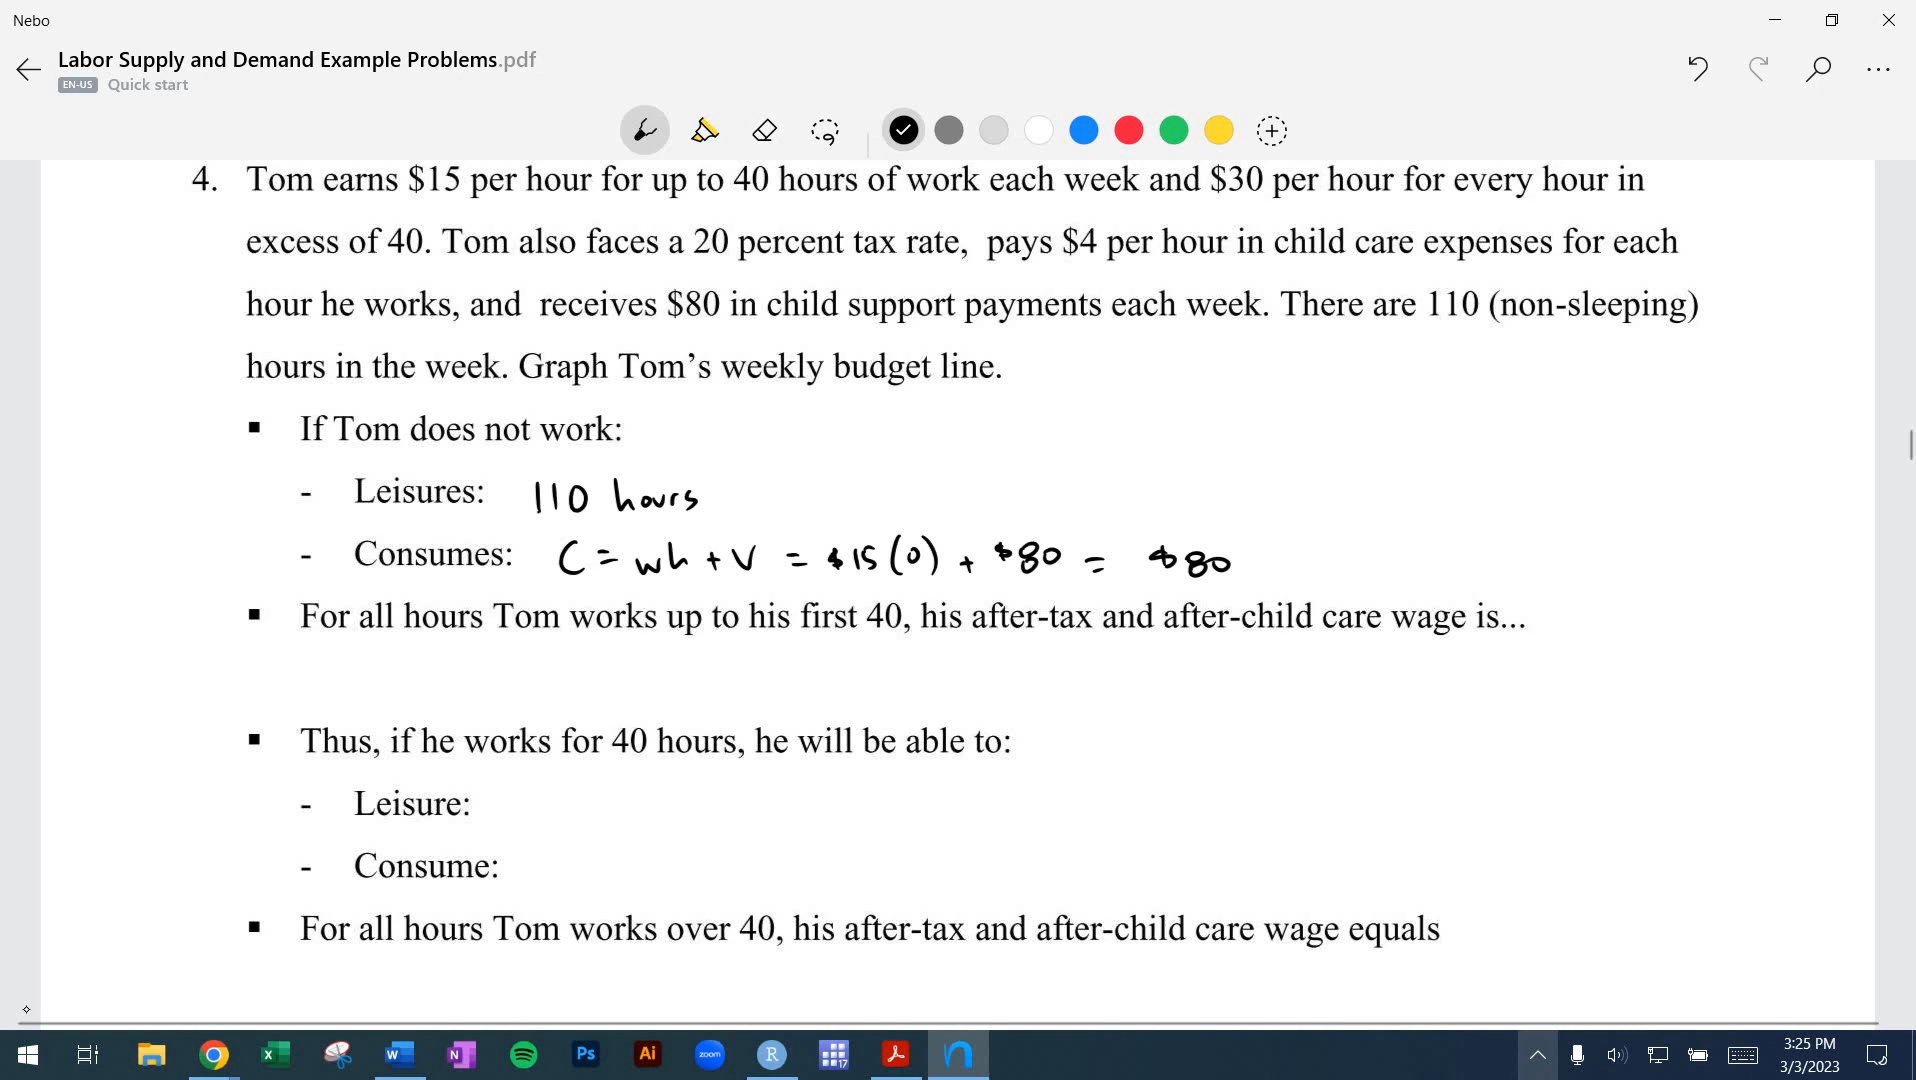 Nebo
Labor Supply and Demand Example Problems.pdf
EN-US Quick start
4. Tom earns $15 per hour for up to 40 hours of work each week and $30 per hour for every hour in
excess of 40. Tom also faces a 20 percent tax rate, pays $4 per hour in child care expenses for each
hour he works, and receives $80 in child support payments each week. There are 110 (non-sleeping)
hours in the week. Graph Tom’s weekly budget line.
▪ If Tom does not work:
- Leisures: 110 hours
- Consumes: C = wh + V = $15 (0) + $80 = $80
▪ For all hours Tom works up to his first 40, his after-tax and after-child care wage is...
▪ Thus, if he works for 40 hours, he will be able to:
- Leisure:
- Consume:
▪ For all hours Tom works over 40, his after-tax and after-child care wage equals
X W N Ps Ai zoom R 17
3:25 PM
3/3/2023